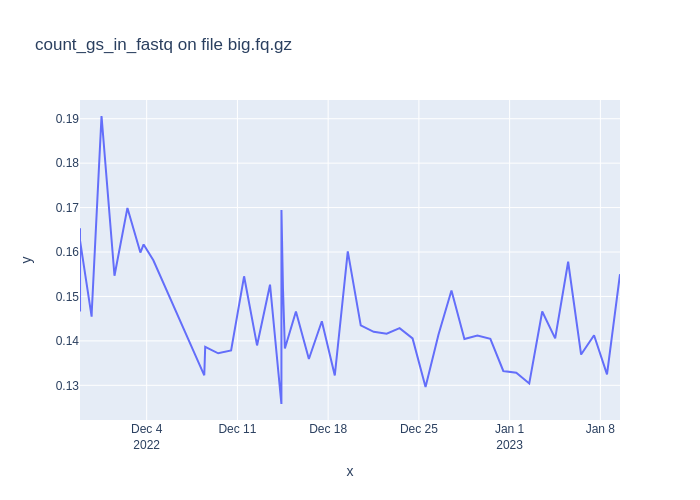 count_gs_in_fastq on file big.fq.gz
0.19
0.18
0.17
0.16
0.15
0.14
0.13
y
Dec 4
2022
Dec 11
Dec 18
Dec 25
Jan 1
2023
Jan 8
x